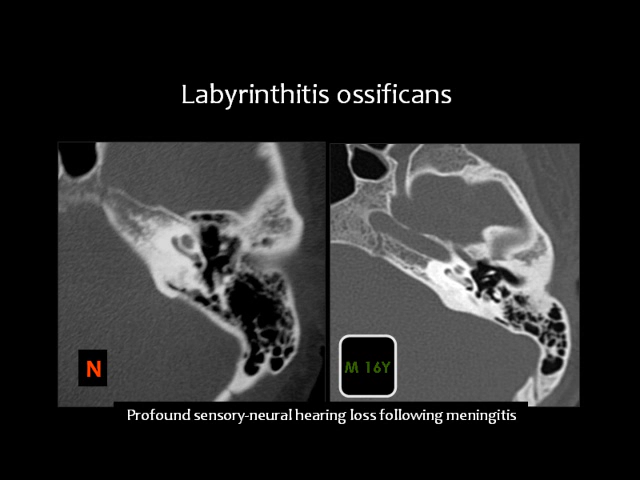 Labyrinthitis ossificans
N
M 16Y
Profound sensory-neural hearing loss following meningitis